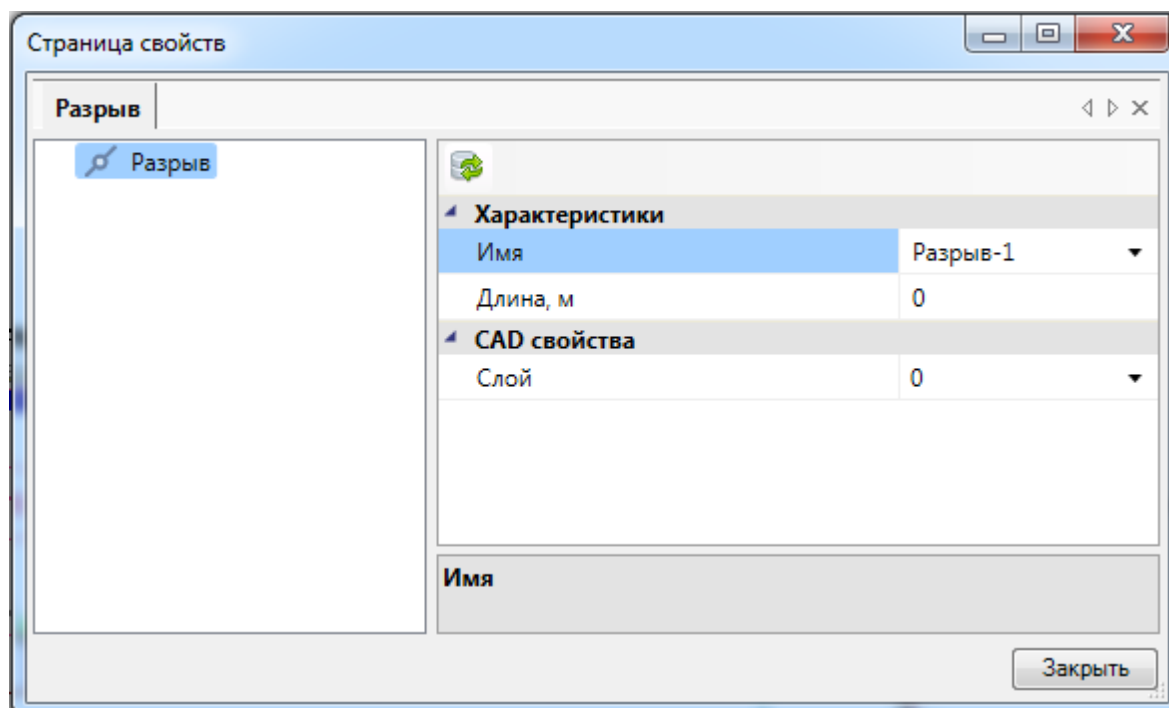 Страница свойств
Разрыв
Разрыв
Характеристики
Имя Разрыв-1
Длина, м 0
CAD свойства
Слой 0
Имя
Закрыть